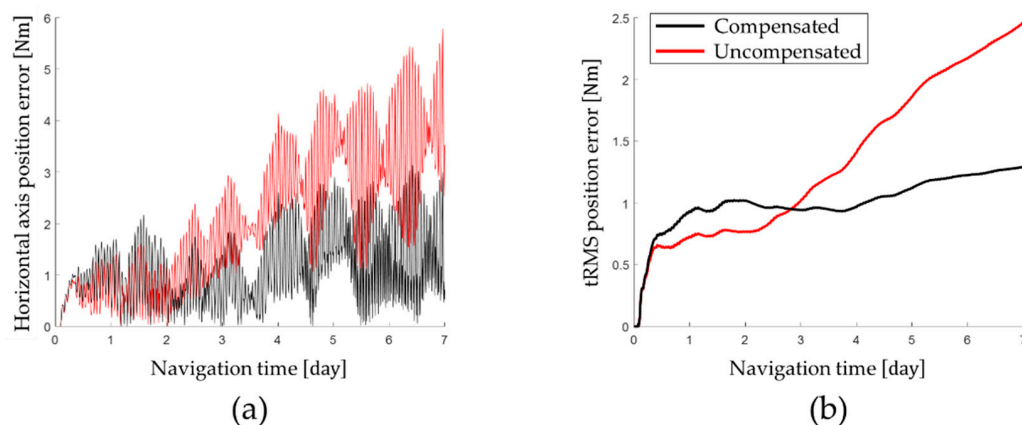 6
5
4
3
2
1
0
Horizontal axis position error [Nm]
0 1 2 3 4 5 6 7
Navigation time [day]
(a)
2.5
2
1.5
1
0.5
0
tRMS position error [Nm]
Compensated
Uncompensated
0 1 2 3 4 5 6 7
Navigation time [day]
(b)